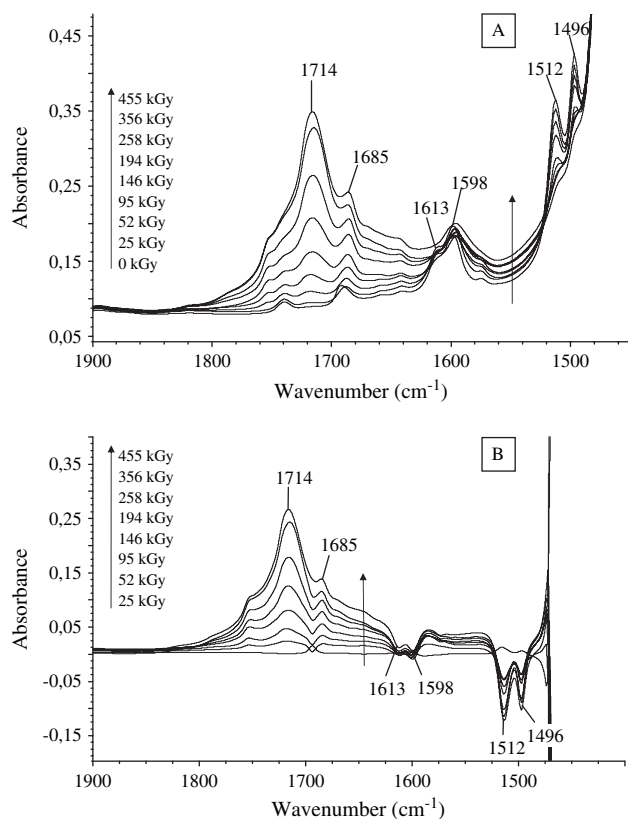 A
0,45
0,35
0,25
0,15
0,05
Absorbance
455 kGy
356 kGy
258 kGy
194 kGy
146 kGy
95 kGy
52 kGy
25 kGy
0 kGy
1714
1685
1613
1598
1512
1496
1900
1800
1700
1600
1500
Wavenumber (cm-1)
B
0,35
0,25
0,15
0,05
-0,05
-0,15
Absorbance
455 kGy
356 kGy
258 kGy
194 kGy
146 kGy
95 kGy
52 kGy
25 kGy
1714
1685
1613
1598
1512
1496
1900
1800
1700
1600
1500
Wavenumber (cm-1)